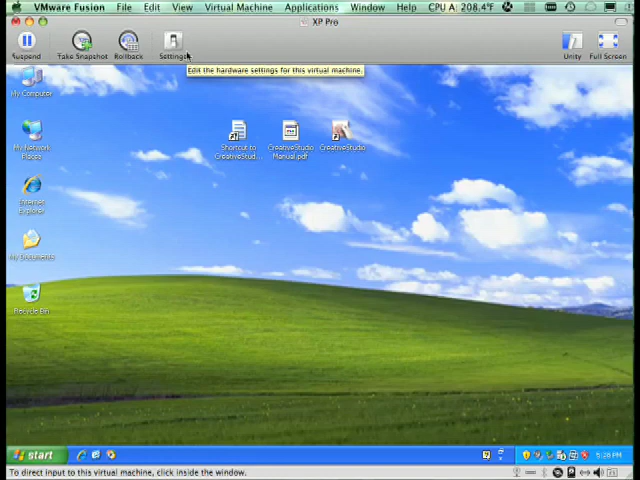 VMware Fusion File Edit View Virtual Machine Applications Window Help CPU A: 208.4°F
XP Pro
Suspend Take Snapshot Rollback Settings Unity Full Screen
Edit the hardware settings for this virtual machine.
My Computer
My Network
Places
Shortcut to
CreativeStud...
CreativeStudio
Manual.pdf
CreativeStudio
Internet
Explorer
My Documents
Recycle Bin
start 5:28 PM
To direct input to this virtual machine, click inside the window.